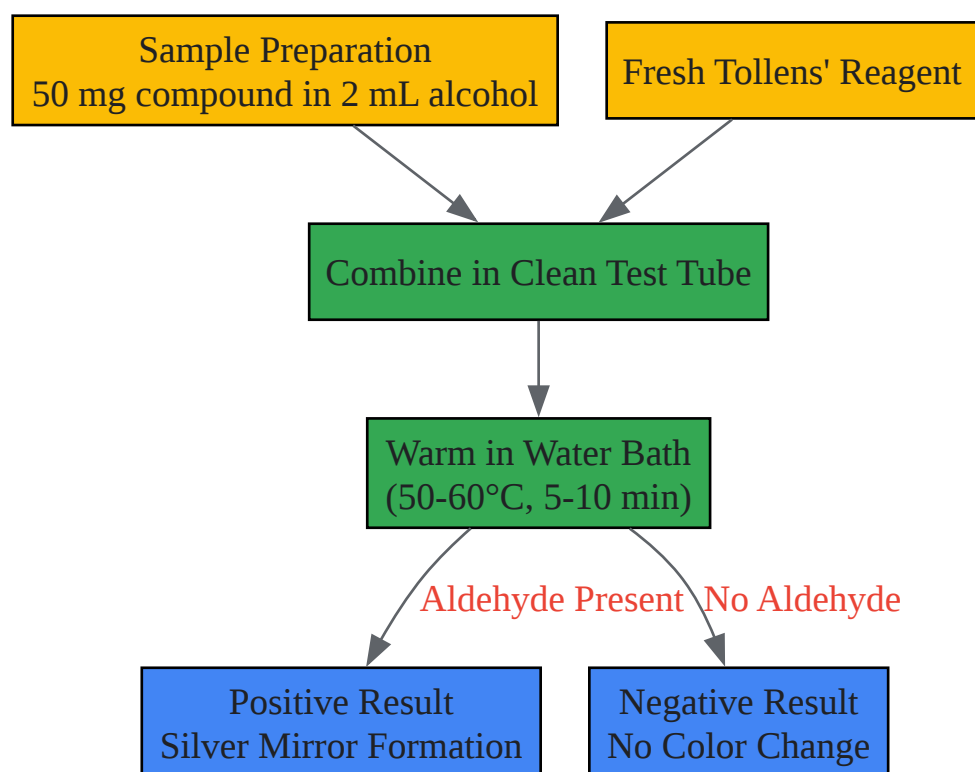 Sample Preparation
50 mg compound in 2 mL alcohol
Fresh Tollens' Reagent
Combine in Clean Test Tube
Warm in Water Bath
(50-60°C, 5-10 min)
Aldehyde Present
No Aldehyde
Positive Result
Silver Mirror Formation
Negative Result
No Color Change